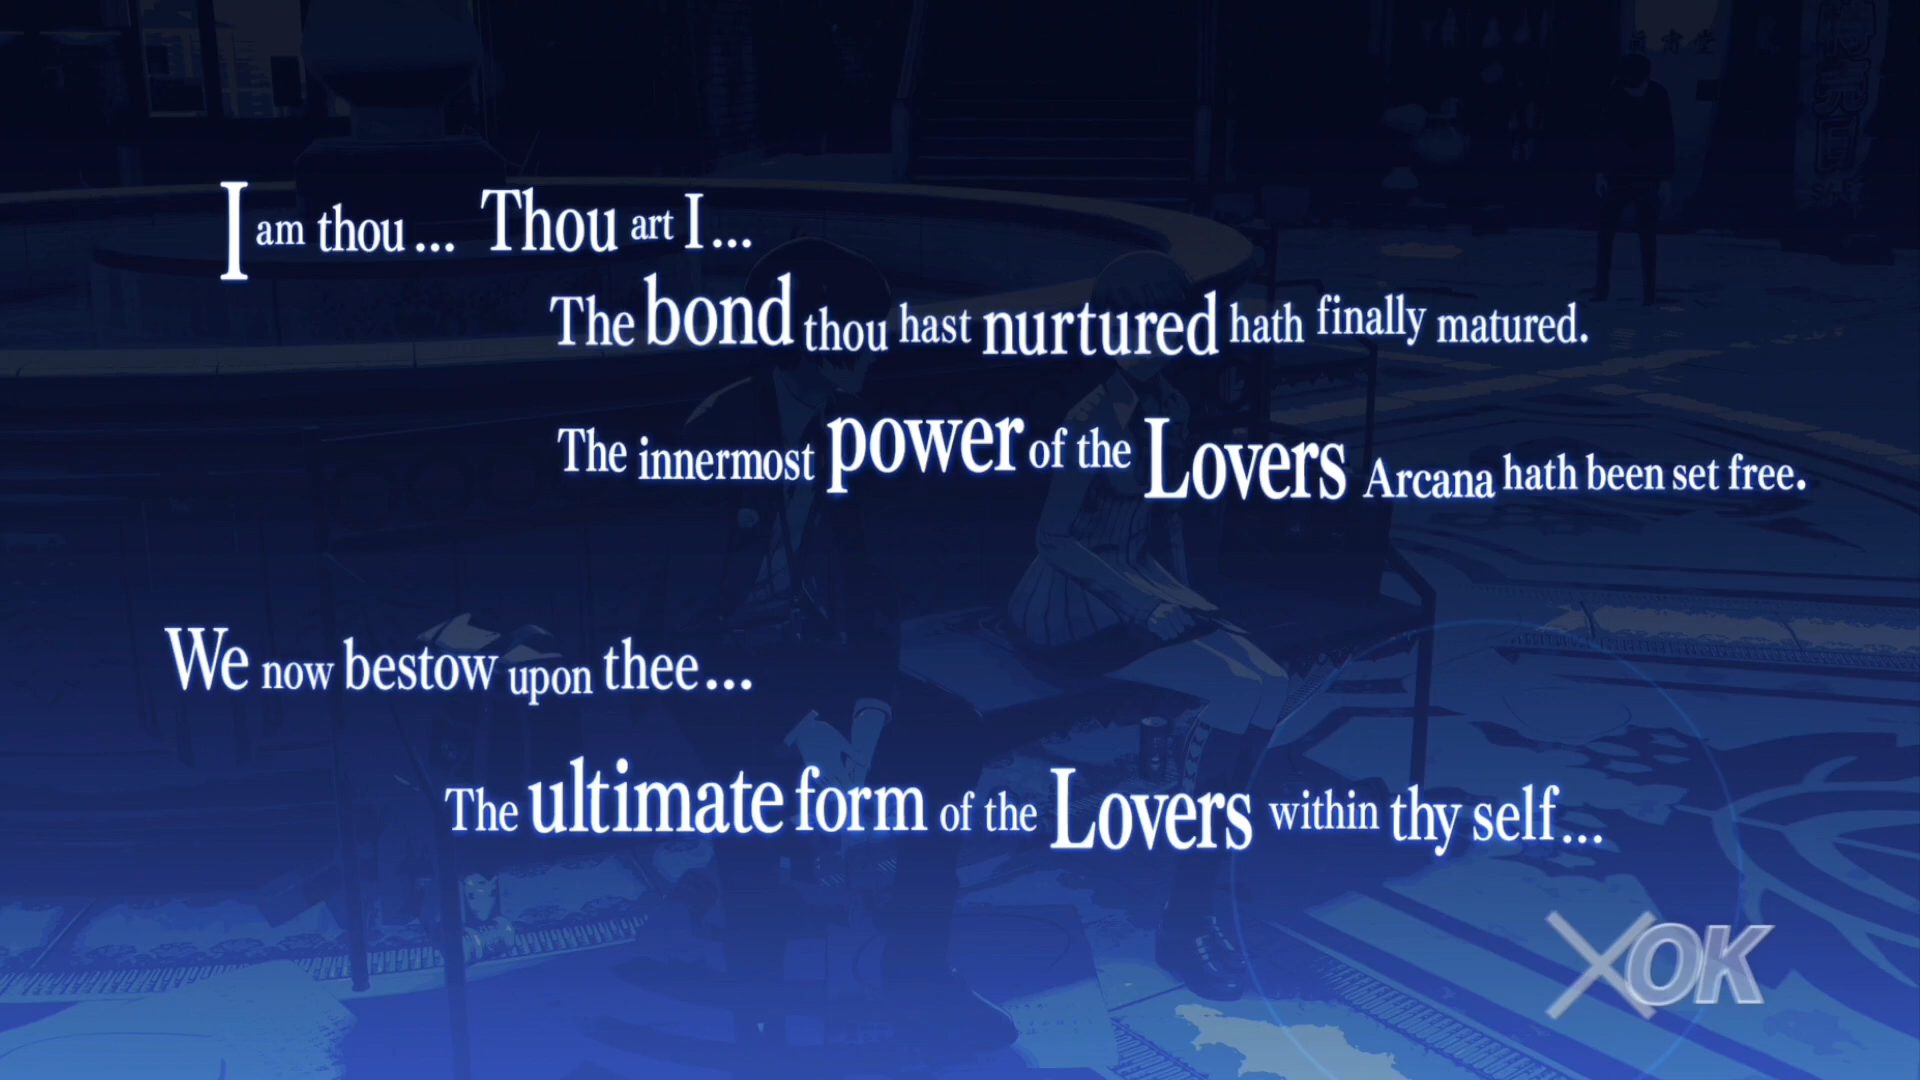 I am thou... Thou art I...
The bond thou hast nurtured hath finally matured.
The innermost power of the Lovers Arcana hath been set free.
We now bestow upon thee...
The ultimate form of the Lovers within thy self...
OK